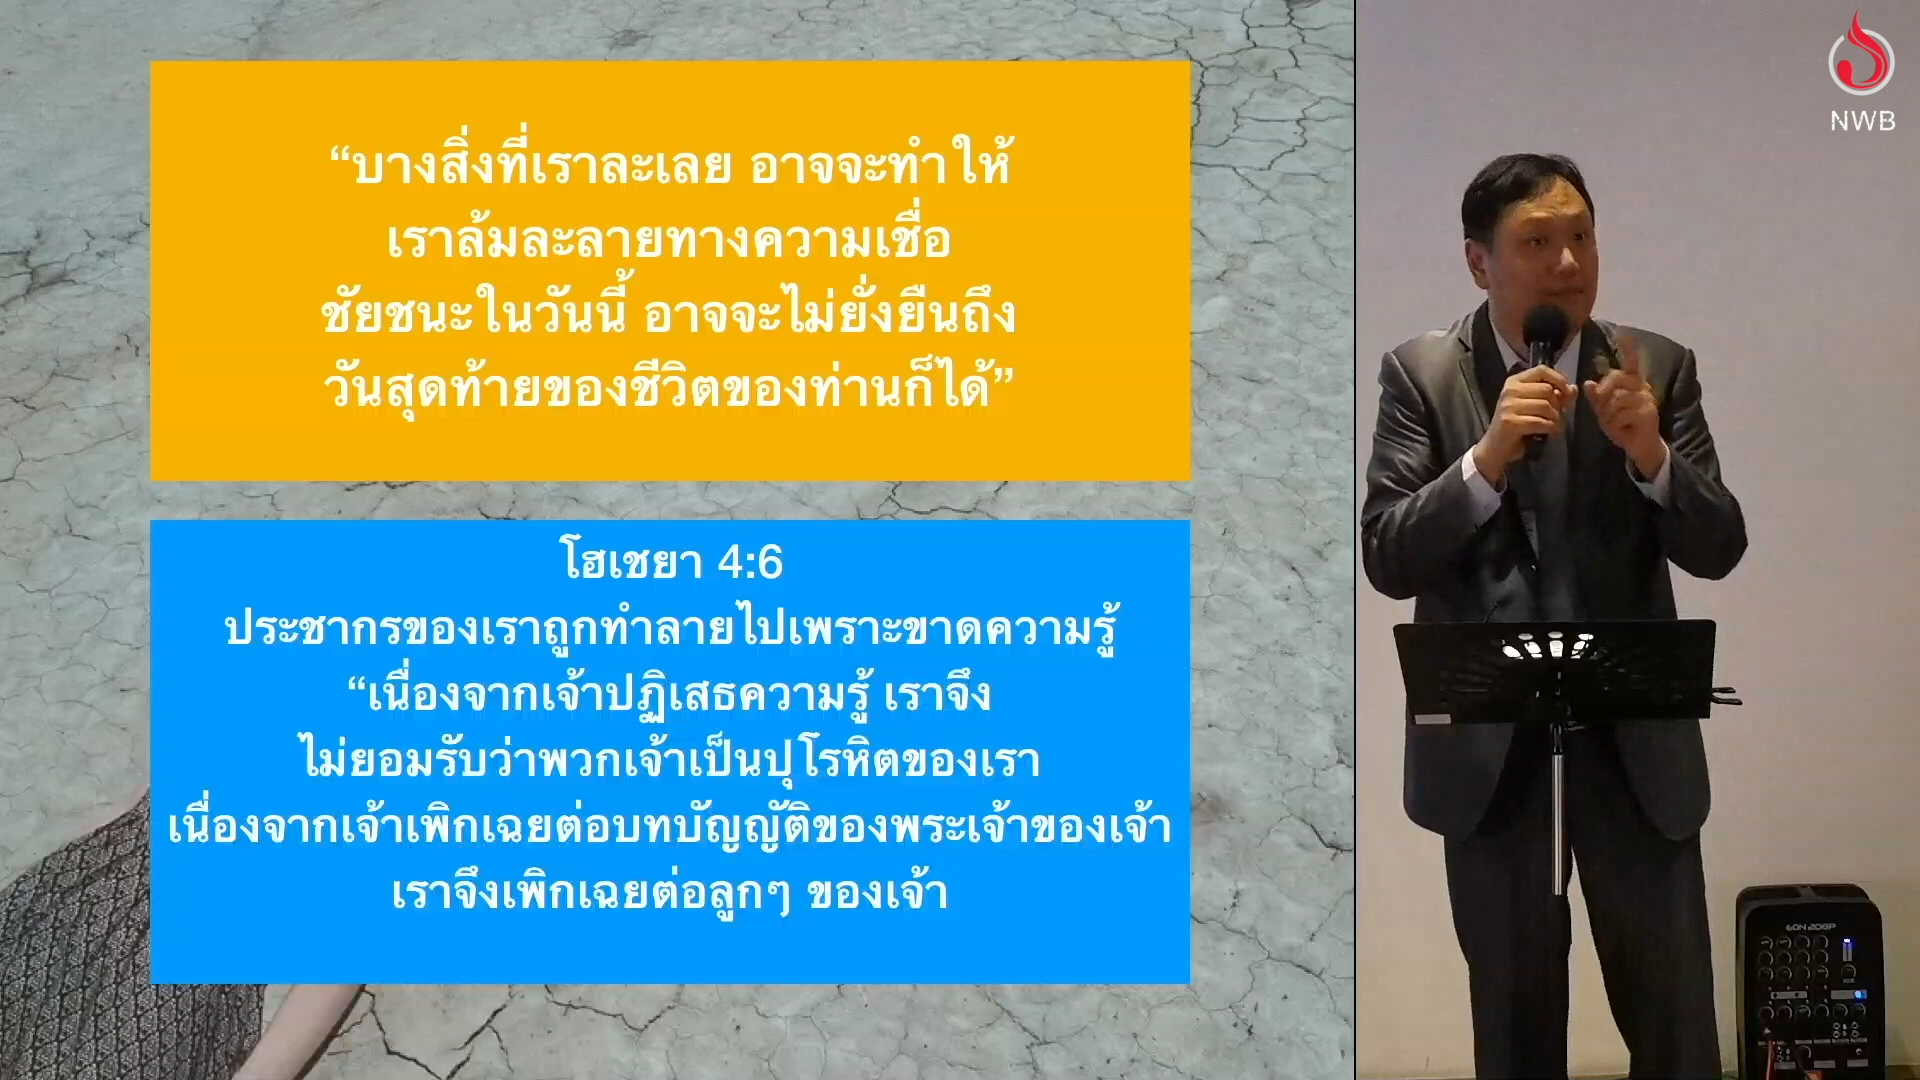 “บางสิ่งที่เราละเลย อาจจะทำให้
เราล้มละลายทางความเชื่อ
ชัยชนะในวันนี้ อาจจะไม่ยั่งยืนถึง
วันสุดท้ายของชีวิตของท่านก็ได้”
โฮเชยา 4:6
ประชากรของเราถูกทำลายไปเพราะขาดความรู้
“เนื่องจากเจ้าปฏิเสธความรู้ เราจึง
ไม่ยอมรับว่าพวกเจ้าเป็นปุโรหิตของเรา
เนื่องจากเจ้าเพิกเฉยต่อบทบัญญัติของพระเจ้าของเจ้า
เราจึงเพิกเฉยต่อลูกๆ ของเจ้า
NWB